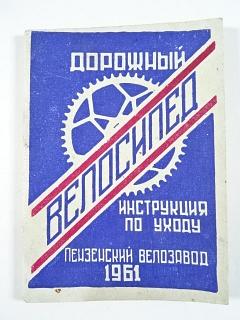 ДОРОЖНЫЙ
ВЕЛОСИПЕД
ИНСТРУКЦИЯ
ПО УХОДУ
ПЕНЗЕНСКИЙ ВЕЛОЗАВОД
1961